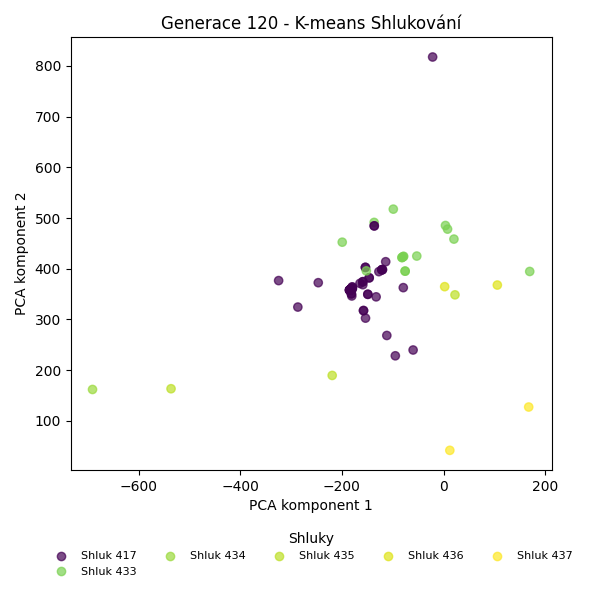 Generace 120 - K-means Shlukování
800
700
600
500
400
300
200
100
PCA komponent 2
−600 −400 −200 0 200
PCA komponent 1
Shluky
Shluk 417 Shluk 434 Shluk 435 Shluk 436 Shluk 437
Shluk 433